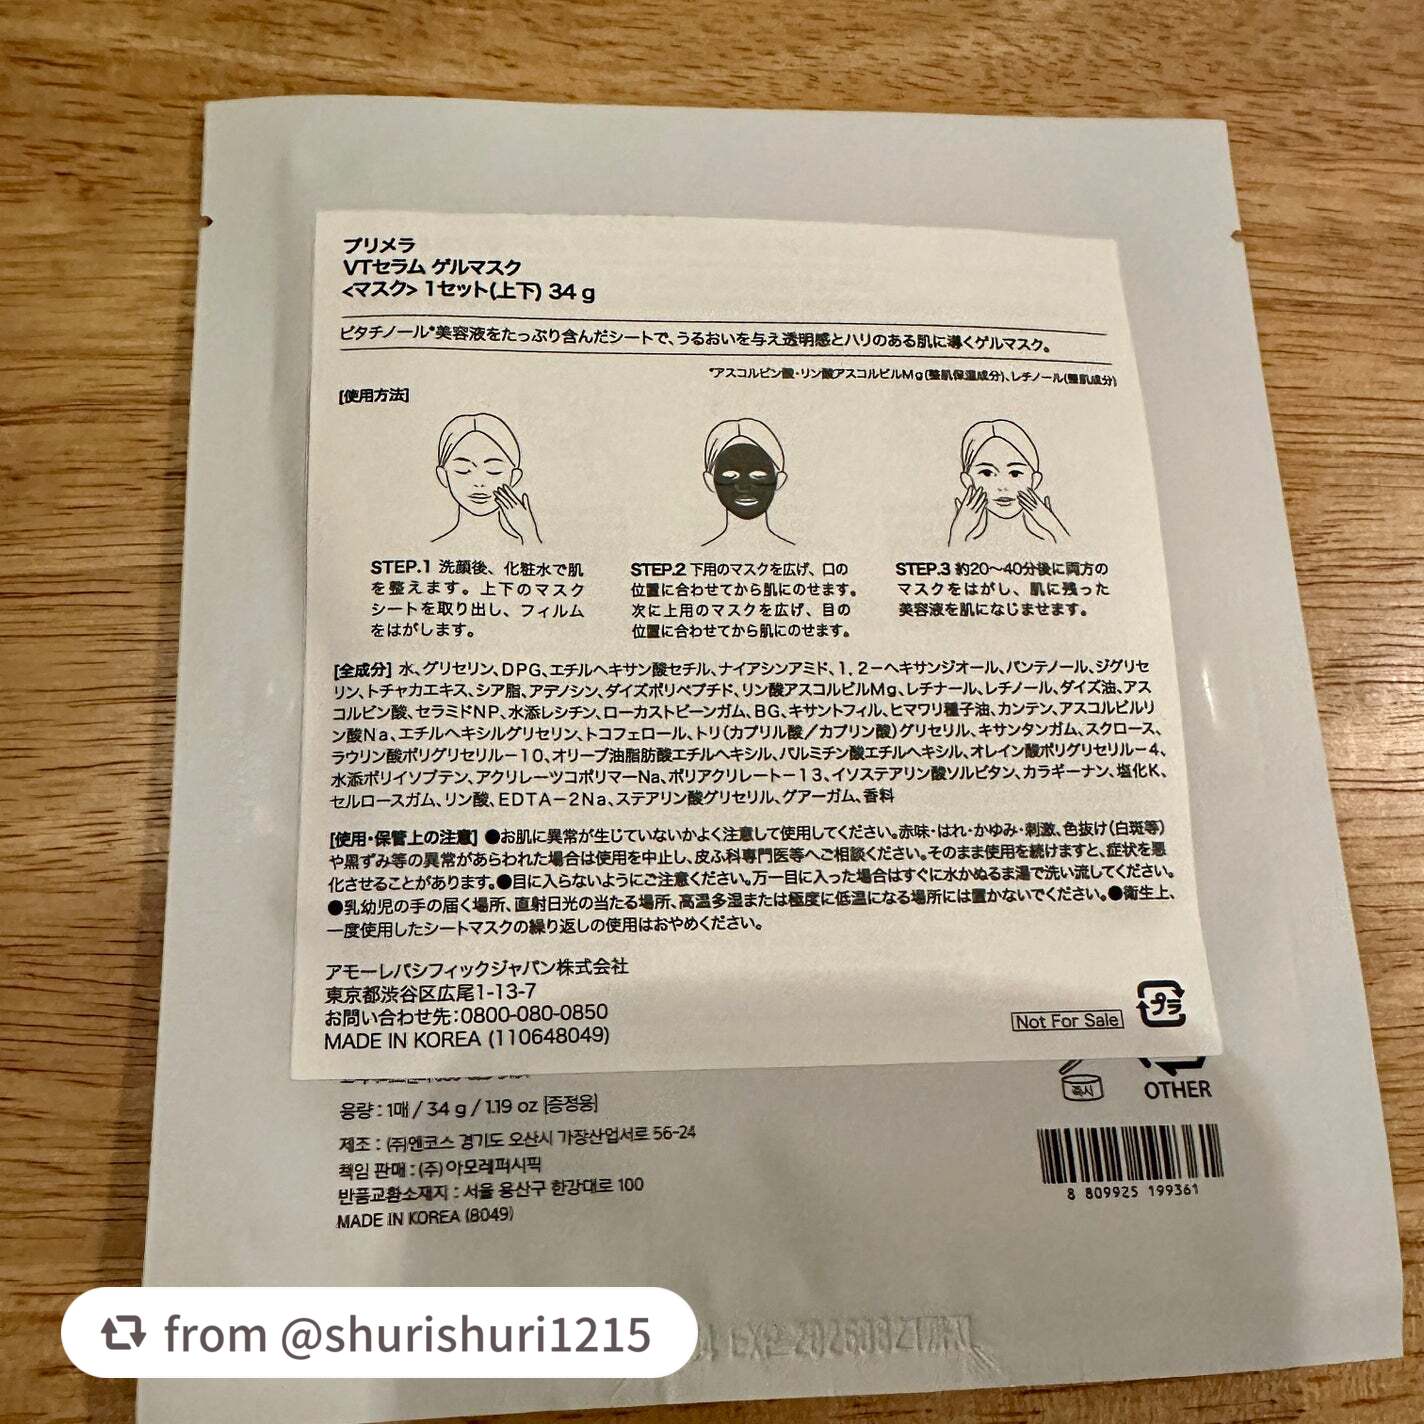 プリメラ
VTセラム ゲルマスク
<マスク> 1セット(上下) 34 g
ビタチノール*美容液をたっぷり含んだシートで、うるおいを与え透明感とハリのある肌に導くゲルマスク。
*アスコルビン酸・リン酸アスコルビルMg(整肌保湿成分)、レチノール(整肌成分)
[使用方法]
STEP.1 洗顔後、化粧水で肌
を整えます。上下のマスク
シートを取り出し、フィルム
をはがします。
STEP.2 下用のマスクを広げ、口の
位置に合わせてから肌にのせます。
次に上用のマスクを広げ、目の
位置に合わせてから肌にのせます。
STEP.3 約20〜40分後に両方の
マスクをはがし、肌に残った
美容液を肌になじませます。
[全成分] 水、グリセリン、DPG、エチルヘキサン酸セチル、ナイアシンアミド、1,2-ヘキサンジオール、パンテノール、ジグリセ
リン、トチャカエキス、シア脂、アデノシン、ダイズポリペプチド、リン酸アスコルビルMg、レチナール、レチノール、ダイズ油、アス
コルビン酸、セラミドNP、水添レシチン、ローカストビーンガム、BG、キサントフィル、ヒマワリ種子油、カンテン、アスコルビルリ
ン酸Na、エチルヘキシルグリセリン、トコフェロール、トリ(カプリル酸/カプリン酸)グリセリル、キサンタンガム、スクロース、
ラウリン酸ポリグリセリル-10、オリーブ油脂肪酸エチルヘキシル、パルミチン酸エチルヘキシル、オレイン酸ポリグリセリル-4、
水添ポリイソブテン、アクリレーツコポリマーNa、ポリアクリレート-13、イソステアリン酸ソルビタン、カラギーナン、塩化K、
セルロースガム、リン酸、EDTA-2Na、ステアリン酸グリセリル、グアーガム、香料
[使用・保管上の注意] ●お肌に異常が生じていないかよく注意して使用してください。赤味・はれ・かゆみ・刺激、色抜け(白斑等)
や黒ずみ等の異常があらわれた場合は使用を中止し、皮ふ科専門医等へご相談ください。そのまま使用を続けますと、症状を悪
化させることがあります。●目に入らないようにご注意ください。万一目に入った場合はすぐに水かぬるま湯で洗い流してください。
●乳幼児の手の届く場所、直射日光の当たる場所、高温多湿または極度に低温になる場所には置かないでください。●衛生上、
一度使用したシートマスクの繰り返しの使用はおやめください。
アモーレパシフィックジャパン株式会社
東京都渋谷区広尾1-13-7
お問い合わせ先:0800-080-0850
MADE IN KOREA (110648049)
Not For Sale
プラ
즉시
OTHER
용량 : 1매 / 34 g / 1.19 oz [증정용]
제조 : (주)엔코스 경기도 오산시 가장산업서로 56-24
책임 판매 : (주)아모레퍼시픽
반품교환소재지 : 서울 용산구 한강대로 100
MADE IN KOREA (8049)
8 809925 199361
from @shurishuri1215